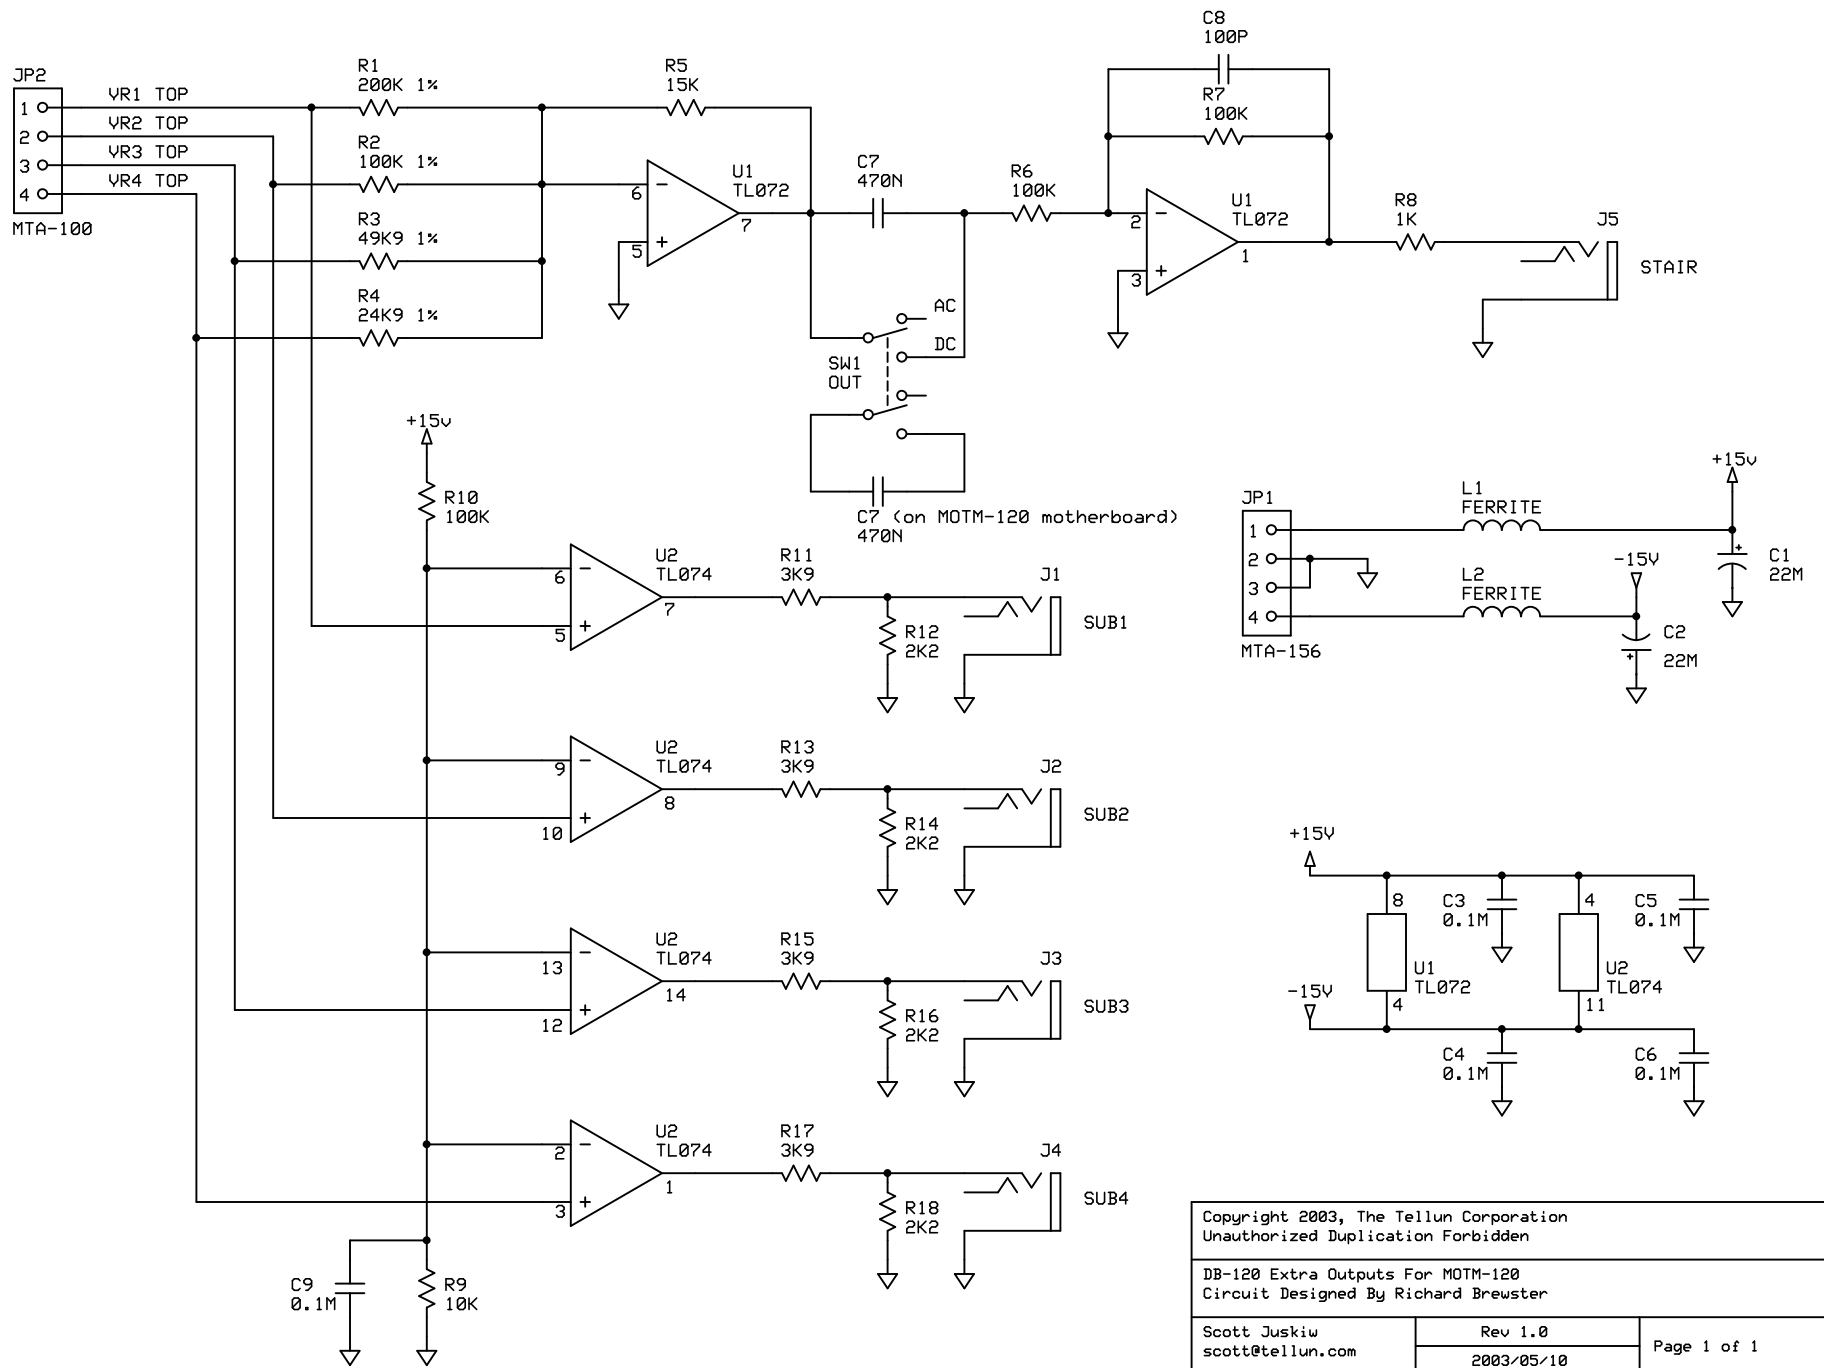 C8
100P
JP2
R1
200K 1%
R5
15K
R7
100K
1
2
3
4
VR1 TOP
VR2 TOP
VR3 TOP
VR4 TOP
MTA-100
R2
100K 1%
R3
49K9 1%
R4
24K9 1%
6
5
7
−
+
U1
TL072
C7
470N
R6
100K
2
3
1
−
+
U1
TL072
R8
1K
J5
STAIR
AC
DC
SW1
OUT
C7 (on MOTM-120 motherboard)
470N
+15v
R10
100K
6
5
7
−
+
U2
TL074
R11
3K9
R12
2K2
J1
SUB1
9
10
8
−
+
U2
TL074
R13
3K9
R14
2K2
J2
SUB2
13
12
14
−
+
U2
TL074
R15
3K9
R16
2K2
J3
SUB3
2
3
1
−
+
U2
TL074
R17
3K9
R18
2K2
J4
SUB4
C9
0.1M
R9
10K
JP1
1
2
3
4
MTA-156
L1
FERRITE
L2
FERRITE
+15v
-15V
+
C1
22M
C2
22M
+
+15V
-15V
8
4
U1
TL072
C3
0.1M
4
11
U2
TL074
C5
0.1M
C4
0.1M
C6
0.1M
Copyright 2003, The Tellun Corporation
Unauthorized Duplication Forbidden
DB-120 Extra Outputs For MOTM-120
Circuit Designed By Richard Brewster
Scott Juskiw
scott@tellun.com
Rev 1.0
2003/05/10
Page 1 of 1